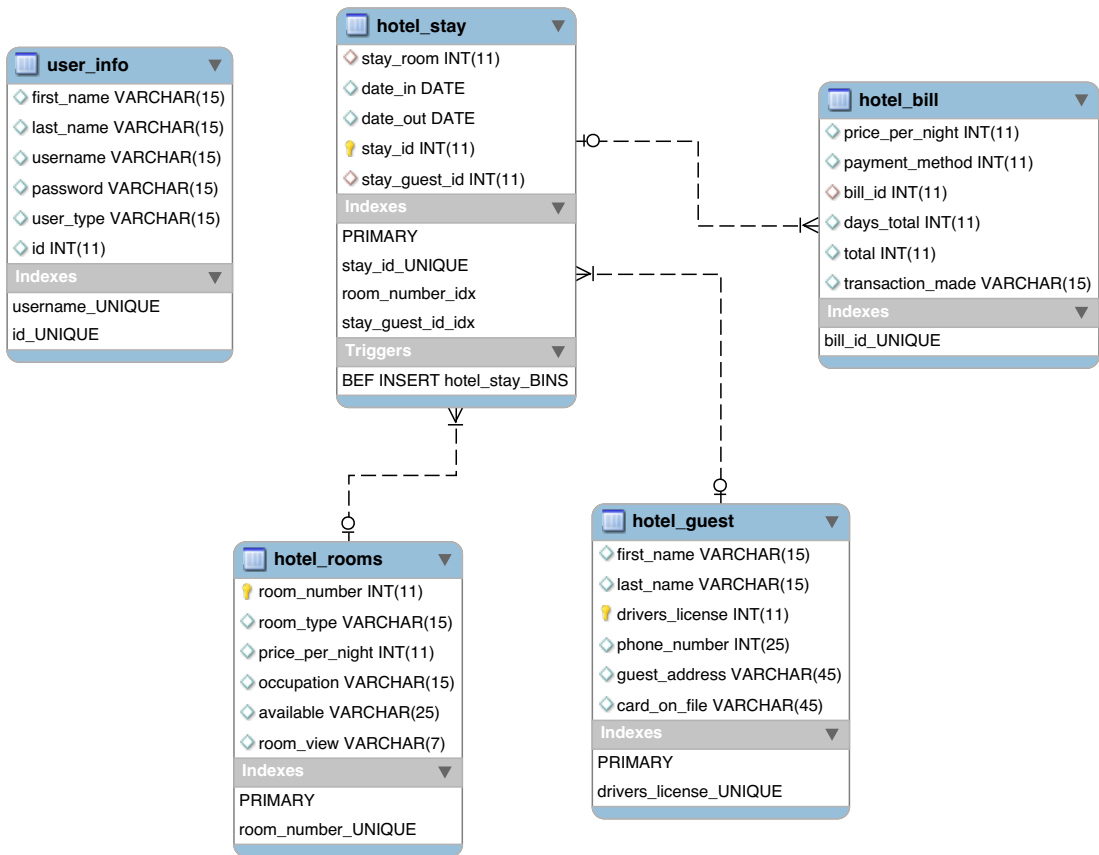 user_info
first_name VARCHAR(15)
last_name VARCHAR(15)
username VARCHAR(15)
password VARCHAR(15)
user_type VARCHAR(15)
id INT(11)
Indexes
username_UNIQUE
id_UNIQUE
hotel_stay
stay_room INT(11)
date_in DATE
date_out DATE
stay_id INT(11)
stay_guest_id INT(11)
Indexes
PRIMARY
stay_id_UNIQUE
room_number_idx
stay_guest_id_idx
Triggers
BEF INSERT hotel_stay_BINS
hotel_bill
price_per_night INT(11)
payment_method INT(11)
bill_id INT(11)
days_total INT(11)
total INT(11)
transaction_made VARCHAR(15)
Indexes
bill_id_UNIQUE
hotel_rooms
room_number INT(11)
room_type VARCHAR(15)
price_per_night INT(11)
occupation VARCHAR(15)
available VARCHAR(25)
room_view VARCHAR(7)
Indexes
PRIMARY
room_number_UNIQUE
hotel_guest
first_name VARCHAR(15)
last_name VARCHAR(15)
drivers_license INT(11)
phone_number INT(25)
guest_address VARCHAR(45)
card_on_file VARCHAR(45)
Indexes
PRIMARY
drivers_license_UNIQUE